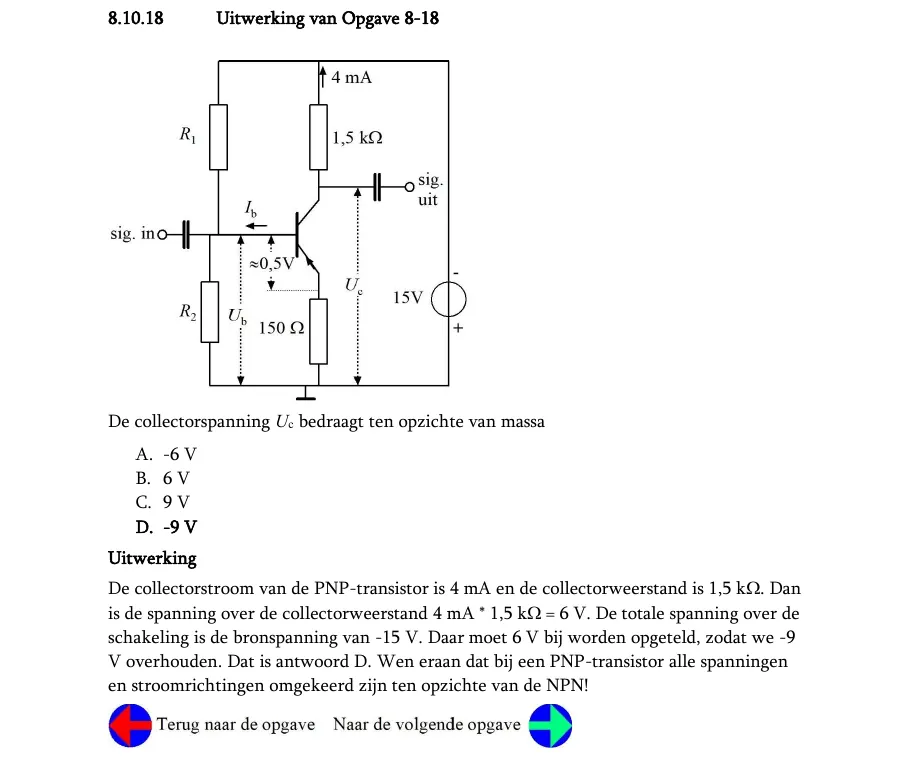 8.10.18 Uitwerking van Opgave 8-18
4 mA
R1
1,5 kΩ
sig.
uit
Ib
sig. in
≈0,5V
Uc
-
15V
R2
Ub
150 Ω
+
De collectorspanning Uc bedraagt ten opzichte van massa
A. -6 V
B. 6 V
C. 9 V
D. -9 V
Uitwerking
De collectorstroom van de PNP-transistor is 4 mA en de collectorweerstand is 1,5 kΩ. Dan
is de spanning over de collectorweerstand 4 mA * 1,5 kΩ = 6 V. De totale spanning over de
schakeling is de bronspanning van -15 V. Daar moet 6 V bij worden opgeteld, zodat we -9
V overhouden. Dat is antwoord D. Wen eraan dat bij een PNP-transistor alle spanningen
en stroomrichtingen omgekeerd zijn ten opzichte van de NPN!
Terug naar de opgave Naar de volgende opgave